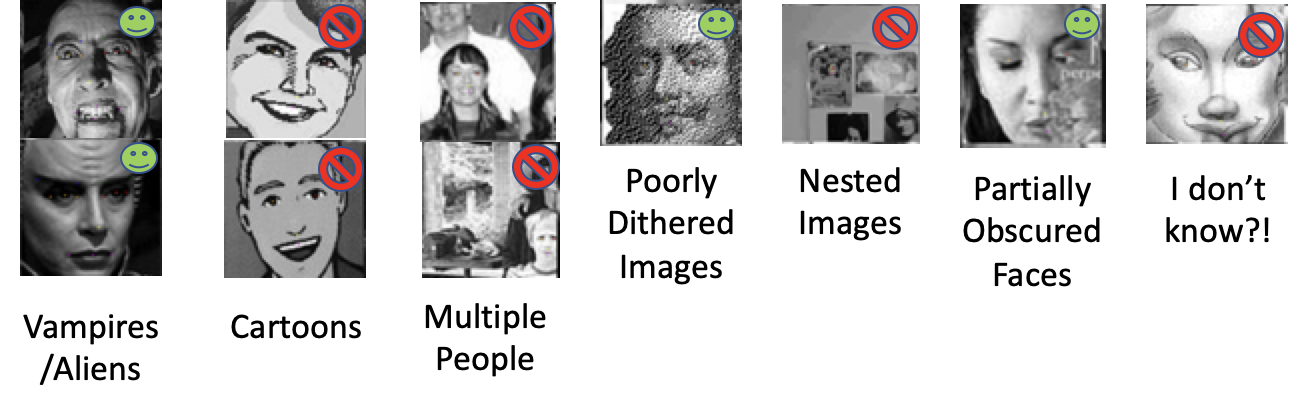 Vampires
/Aliens
Cartoons
Multiple
People
Poorly
Dithered
Images
Nested
Images
Partially
Obscured
Faces
I don't
know?!